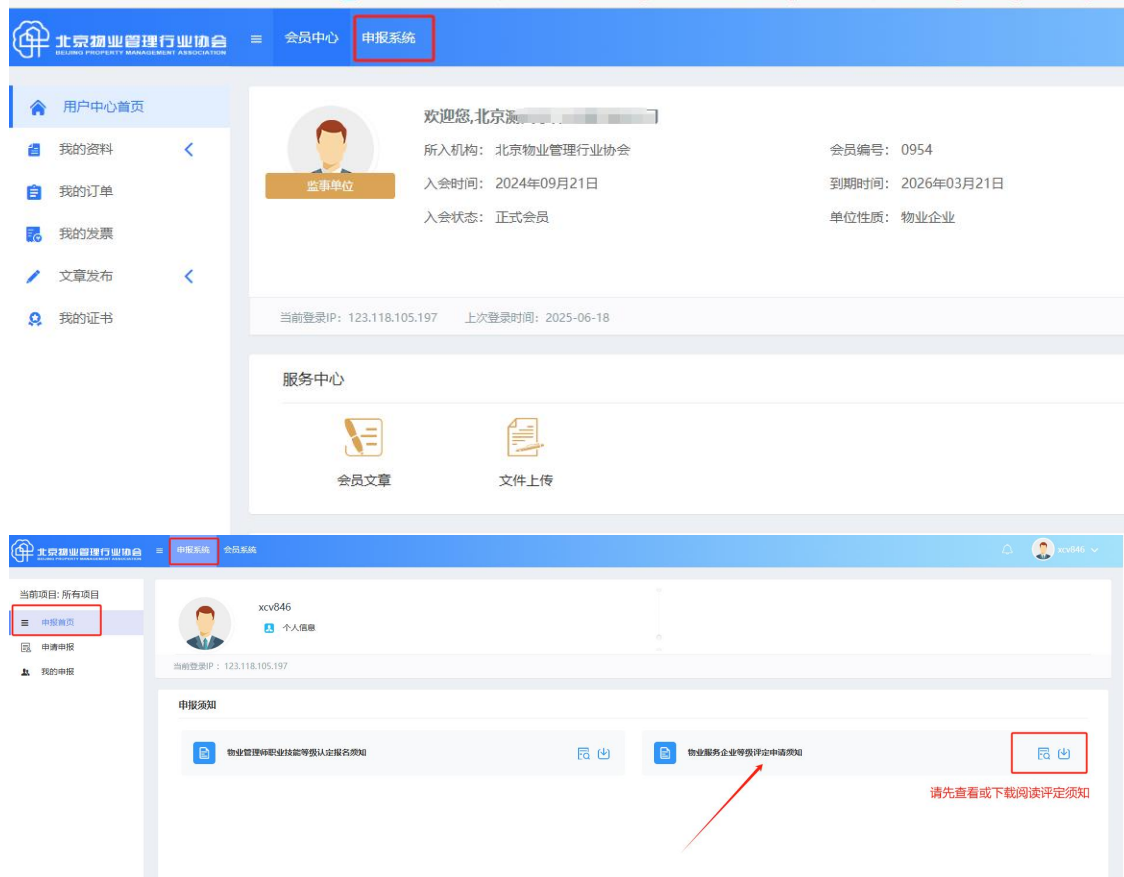 北京物业管理行业协会
BEIJING PROPERTY MANAGEMENT ASSOCIATION
会员中心 申报系统
用户中心首页
我的资料
我的订单
我的发票
文章发布
我的证书
监事单位
欢迎您,北京
所入机构: 北京物业管理行业协会 会员编号: 0954
入会时间: 2024年09月21日 到期时间: 2026年03月21日
入会状态: 正式会员 单位性质: 物业企业
当前登录IP: 123.118.105.197 上次登录时间: 2025-06-18
服务中心
会员文章 文件上传
北京物业管理行业协会
BEIJING PROPERTY MANAGEMENT ASSOCIATION
申报系统 会员系统 xcv846
当前项目: 所有项目
申报首页
申请申报
我的申报
xcv846
个人信息
当前登录IP: 123.118.105.197
申报须知
物业管理师职业技能等级认定报名须知 物业服务企业等级评定申请须知
请先查看或下载阅读评定须知